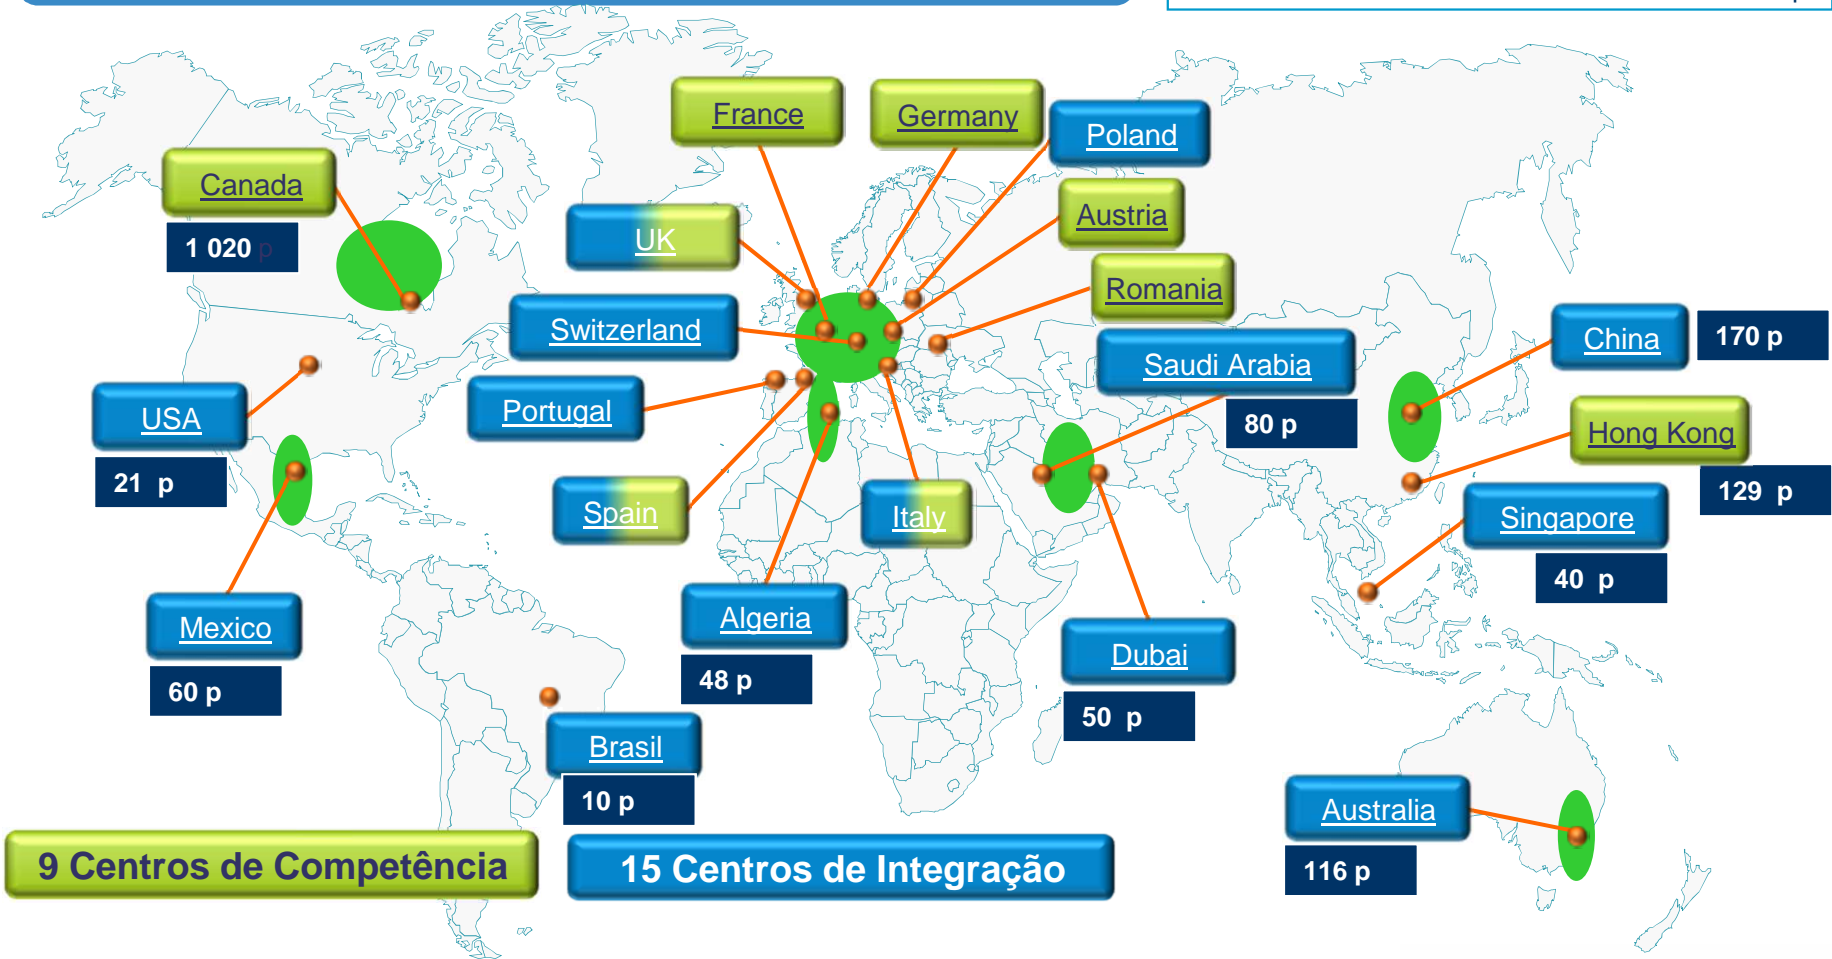 France
Germany
Poland
Canada
1 020 p
UK
Austria
Romania
Switzerland
Saudi Arabia
80 p
China
170 p
USA
21 p
Portugal
Hong Kong
129 p
Spain
Italy
Singapore
40 p
Mexico
60 p
Algeria
48 p
Dubai
50 p
Brasil
10 p
Australia
116 p
9 Centros de Competência
15 Centros de Integração